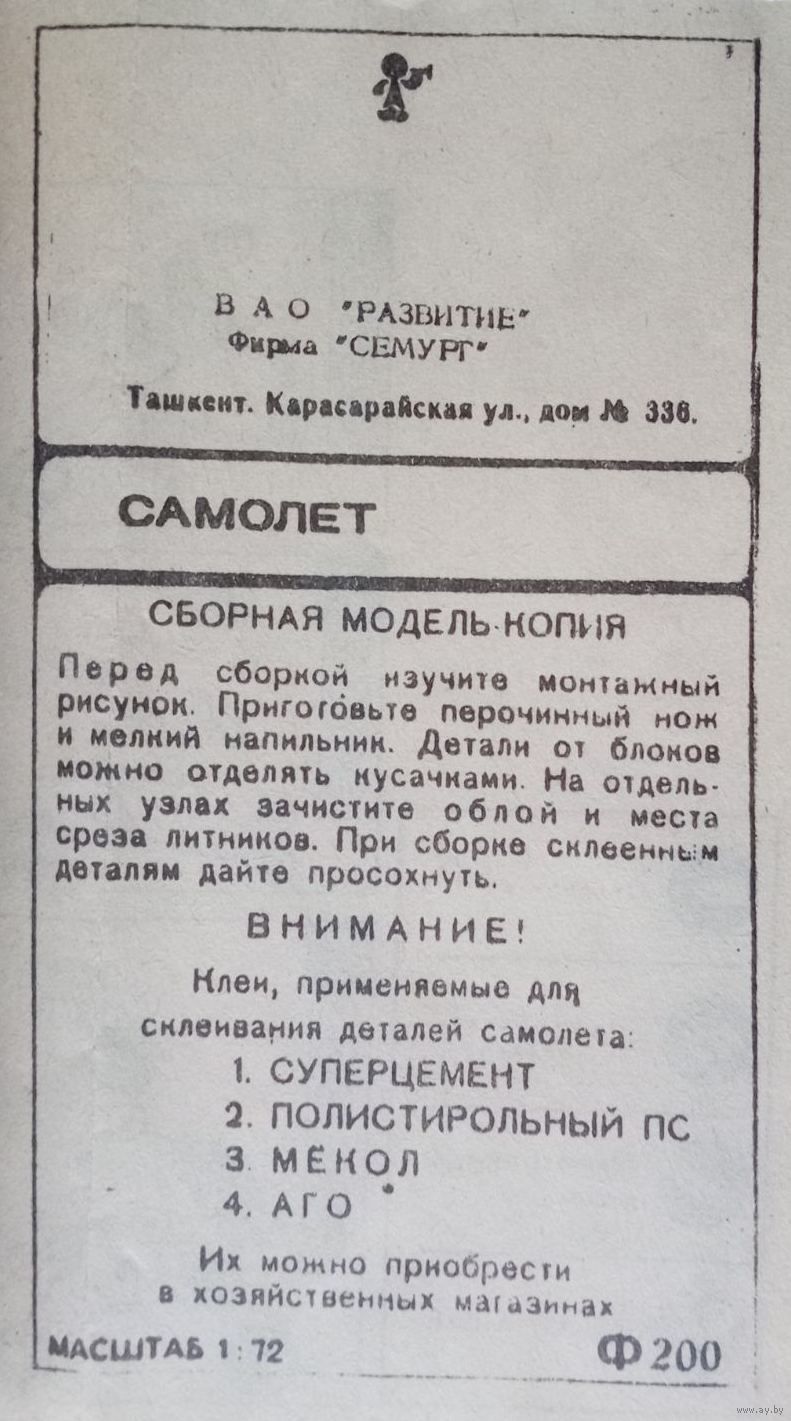 В А О "РАЗВИТИЕ"
Фирма "СЕМУРГ"
Ташкент. Карасарайская ул., дом № 336.
САМОЛЕТ
СБОРНАЯ МОДЕЛЬ-КОПИЯ
Перед сборкой изучите монтажный
рисунок. Приготовьте перочинный нож
и мелкий напильник. Детали от блоков
можно отделять кусачками. На отдель-
ных узлах зачистите облой и места
среза литников. При сборке склеенным
деталям дайте просохнуть.
ВНИМАНИЕ!
Клеи, применяемые для
склеивания деталей самолета:
1. СУПЕРЦЕМЕНТ
2. ПОЛИСТИРОЛЬНЫЙ ПС
3. МЕКОЛ
4. АГО
Их можно приобрести
в хозяйственных магазинах
МАСШТАБ 1:72 Ф 200
www.ay.by